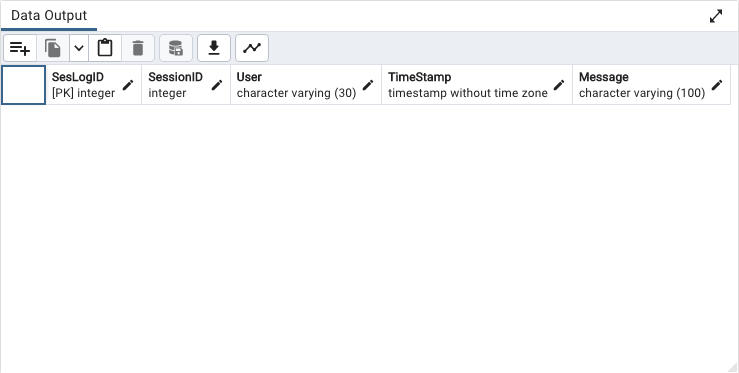 Data Output
SesLogID
[PK] integer
SessionID
integer
User
character varying (30)
TimeStamp
timestamp without time zone
Message
character varying (100)